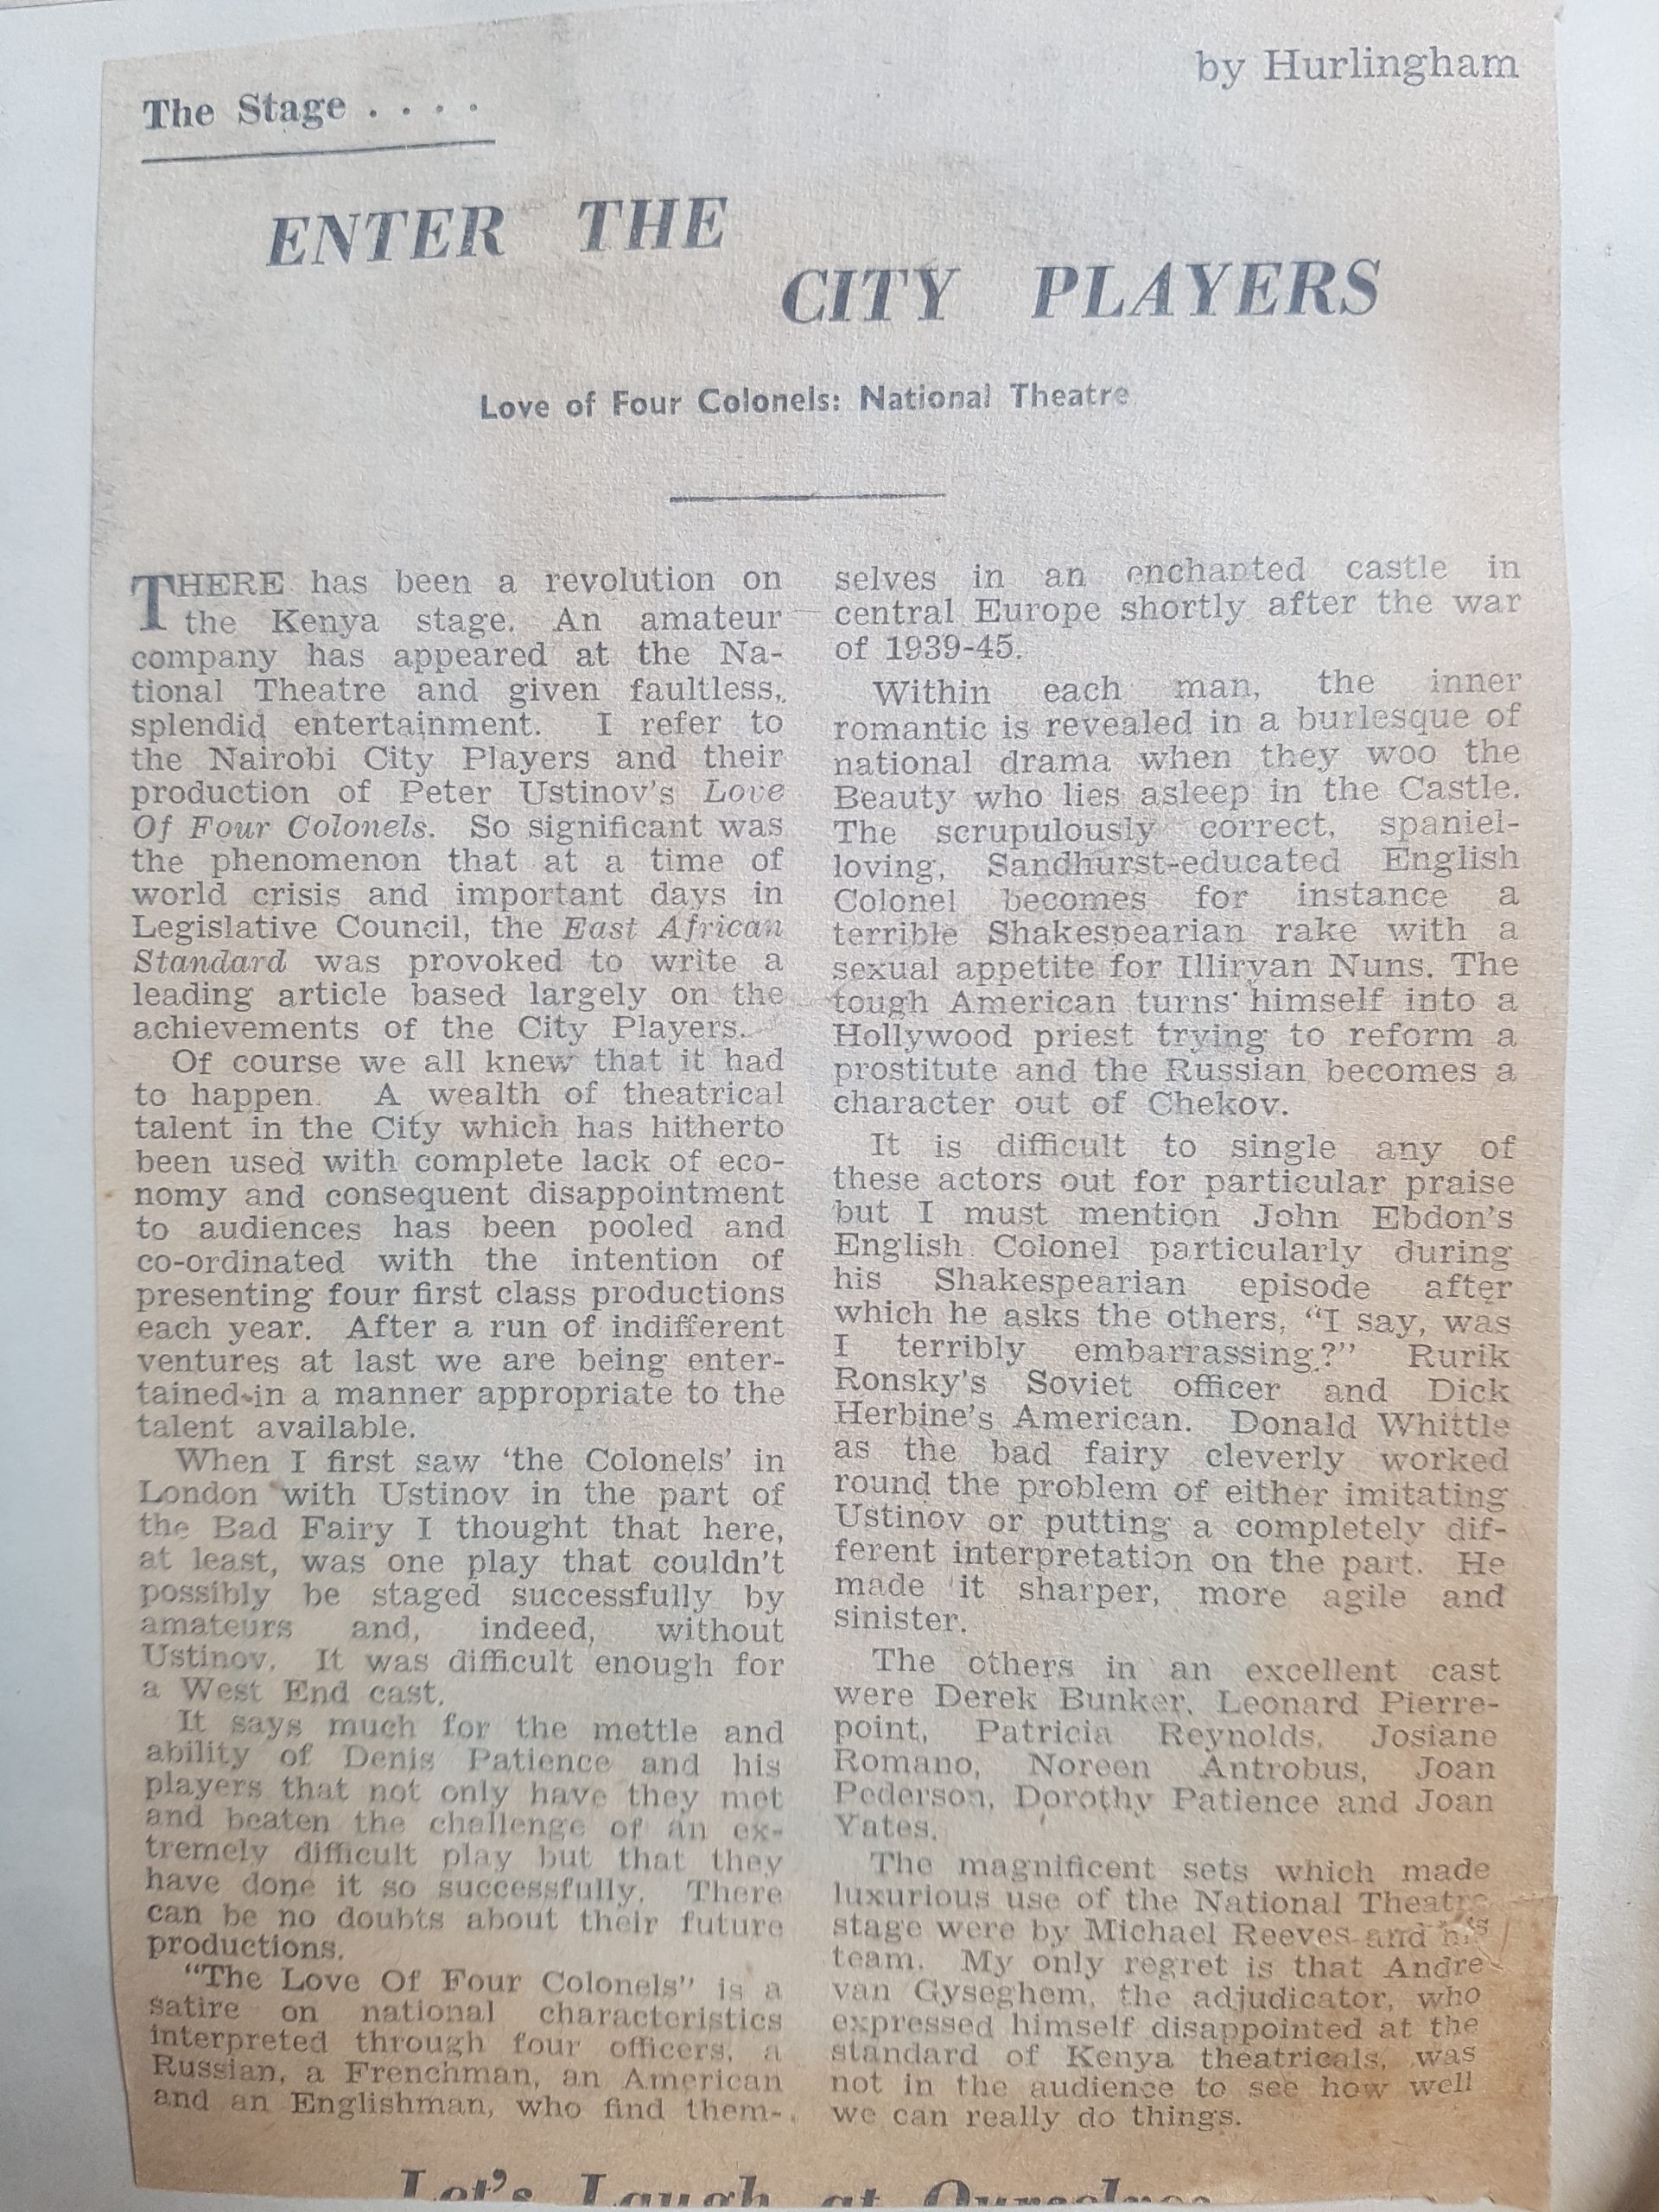 by Hurlingham
The Stage . . . .
ENTER THE
CITY PLAYERS
Love of Four Colonels: National Theatre
THERE has been a revolution on
the Kenya stage. An amateur
company has appeared at the Na-
tional Theatre and given faultless,
splendid entertainment. I refer to
the Nairobi City Players and their
production of Peter Ustinov's Love
Of Four Colonels. So significant was
the phenomenon that at a time of
world crisis and important days in
Legislative Council, the East African
Standard was provoked to write a
leading article based largely on the
achievements of the City Players.
Of course we all knew that it had
to happen. A wealth of theatrical
talent in the City which has hitherto
been used with complete lack of eco-
nomy and consequent disappointment
to audiences has been pooled and
co-ordinated with the intention of
presenting four first class productions
each year. After a run of indifferent
ventures at last we are being enter-
tained in a manner appropriate to the
talent available.
When I first saw 'the Colonels' in
London with Ustinov in the part of
the Bad Fairy I thought that here,
at least, was one play that couldn't
possibly be staged successfully by
amateurs and, indeed, without
Ustinov. It was difficult enough for
a West End cast.
It says much for the mettle and
ability of Denis Patience and his
players that not only have they met
and beaten the challenge of an ex-
tremely difficult play but that they
have done it so successfully. There
can be no doubts about their future
productions.
"The Love Of Four Colonels" is a
satire on national characteristics
interpreted through four officers, a
Russian, a Frenchman, an American
and an Englishman, who find them-
selves in an enchanted castle in
central Europe shortly after the war
of 1939-45.
Within each man, the inner
romantic is revealed in a burlesque of
national drama when they woo the
Beauty who lies asleep in the Castle.
The scrupulously correct, spaniel-
loving, Sandhurst-educated English
Colonel becomes for instance a
terrible Shakespearian rake with a
sexual appetite for Illiryan Nuns. The
tough American turns himself into a
Hollywood priest trying to reform a
prostitute and the Russian becomes a
character out of Chekov.
It is difficult to single any of
these actors out for particular praise
but I must mention John Ebdon's
English Colonel particularly during
his Shakespearian episode after
which he asks the others, "I say, was
I terribly embarrassing?" Rurik
Ronsky's Soviet officer and Dick
Herbine's American. Donald Whittle
as the bad fairy cleverly worked
round the problem of either imitating
Ustinov or putting a completely dif-
ferent interpretation on the part. He
made it sharper, more agile and
sinister.
The others in an excellent cast
were Derek Bunker, Leonard Pierre-
point, Patricia Reynolds, Josiane
Romano, Noreen Antrobus, Joan
Pederson, Dorothy Patience and Joan
Yates.
The magnificent sets which made
luxurious use of the National Theatre
stage were by Michael Reeves and his
team. My only regret is that Andre
van Gyseghem, the adjudicator, who
expressed himself disappointed at the
standard of Kenya theatricals, was
not in the audience to see how well
we can really do things.
Let's Laugh at Ourselves